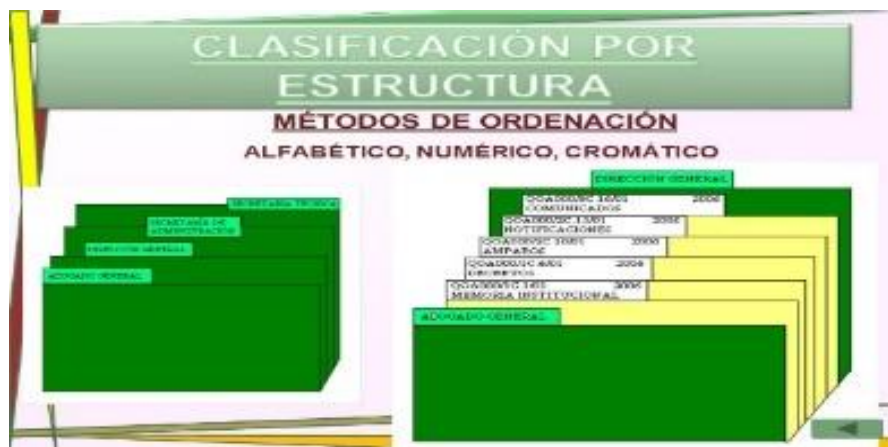 CLASIFICACIÓN POR
ESTRUCTURA
MÉTODOS DE ORDENACIÓN
ALFABÉTICO, NUMÉRICO, CROMÁTICO
SECRETARÍA TÉCNICA
SECRETARÍA DE
ADMINISTRACIÓN
DIRECCIÓN GENERAL
ABOGADO GENERAL
DIRECCIÓN GENERAL
2006
COMUNICADOS
2006
NOTIFICACIONES
2006
AMPAROS
2006
DECRETOS
2006
MEMORIA INSTITUCIONAL
ABOGADO GENERAL